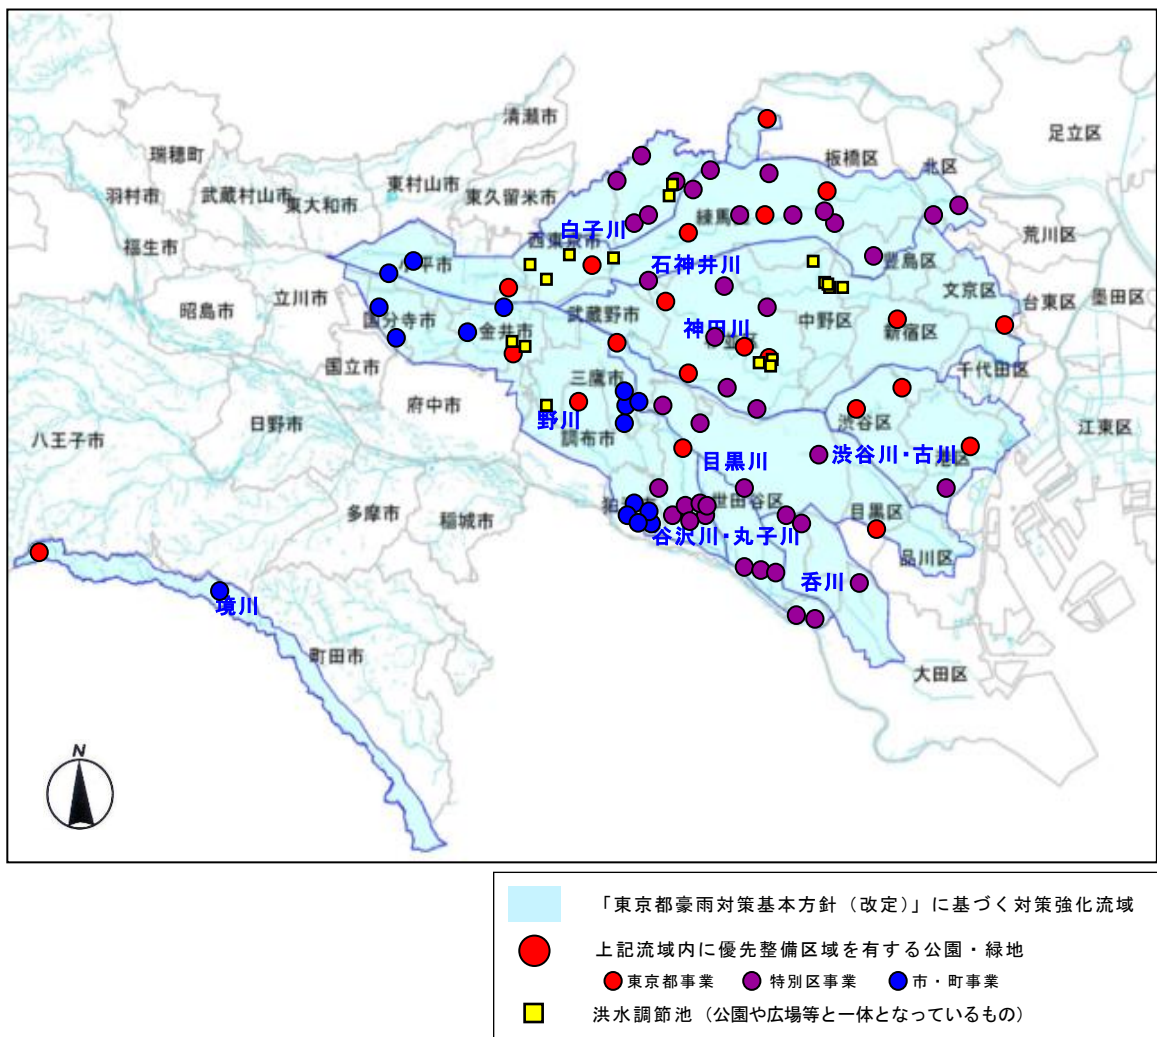 清瀬市
足立区
瑞穂町
板橋区
北区
羽村市
武蔵村山市
東村山市
東久留米市
東大和市
練馬
荒川区
福生市
白子川
西東京市
石神井川
豊島区
文京区
台東区
墨田区
昭島市
立川市
国分寺市
武蔵野市
神田川
中野区
新宿区
国立市
三鷹市
千代田区
府中市
日野市
野川
調布市
渋谷区
江東区
八王子市
目黒川
渋谷川・古川
多摩市
稲城市
世田谷区
目黒区
谷沢川・丸子川
品川区
呑川
境川
町田市
大田区
N
「東京都豪雨対策基本方針(改定)」に基づく対策強化流域
上記流域内に優先整備区域を有する公園・緑地
東京都事業 特別区事業 市・町事業
洪水調節池(公園や広場等と一体となっているもの)